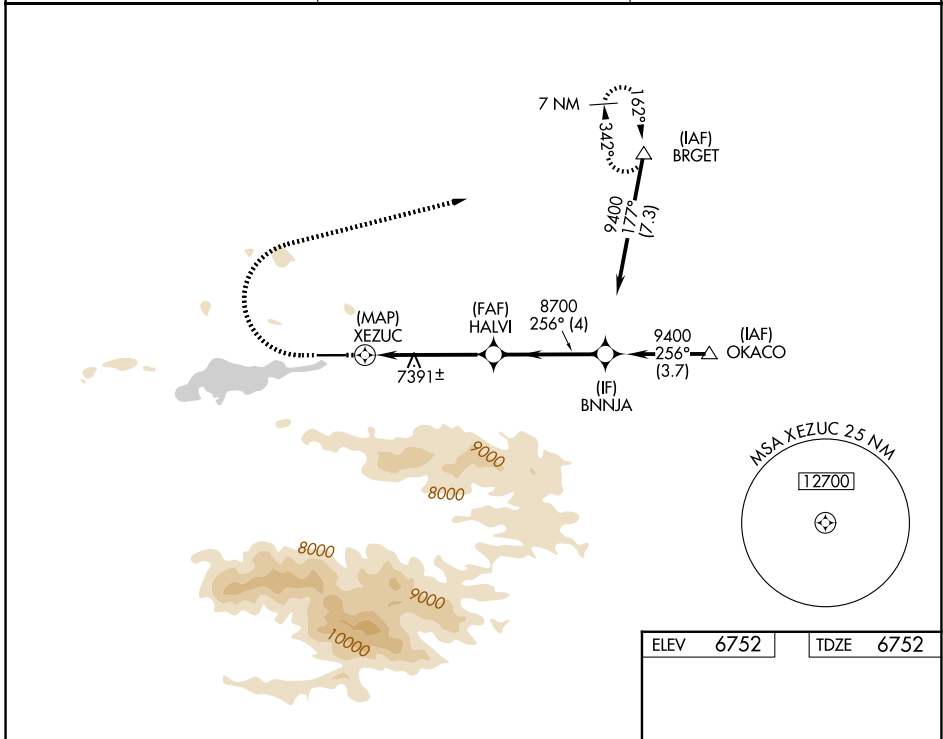 7 NM
162°
342°
(IAF)
BRGET
9400
177°
(7.3)
(MAP)
XEZUC
(FAF)
HALVI
8700
256° (4)
9400
256°
(3.7)
(IAF)
OKACO
7391±
(IF)
BNNJA
9000
8000
MSA XEZUC 25 NM
12700
8000
9000
10000
ELEV 6752
TDZE 6752